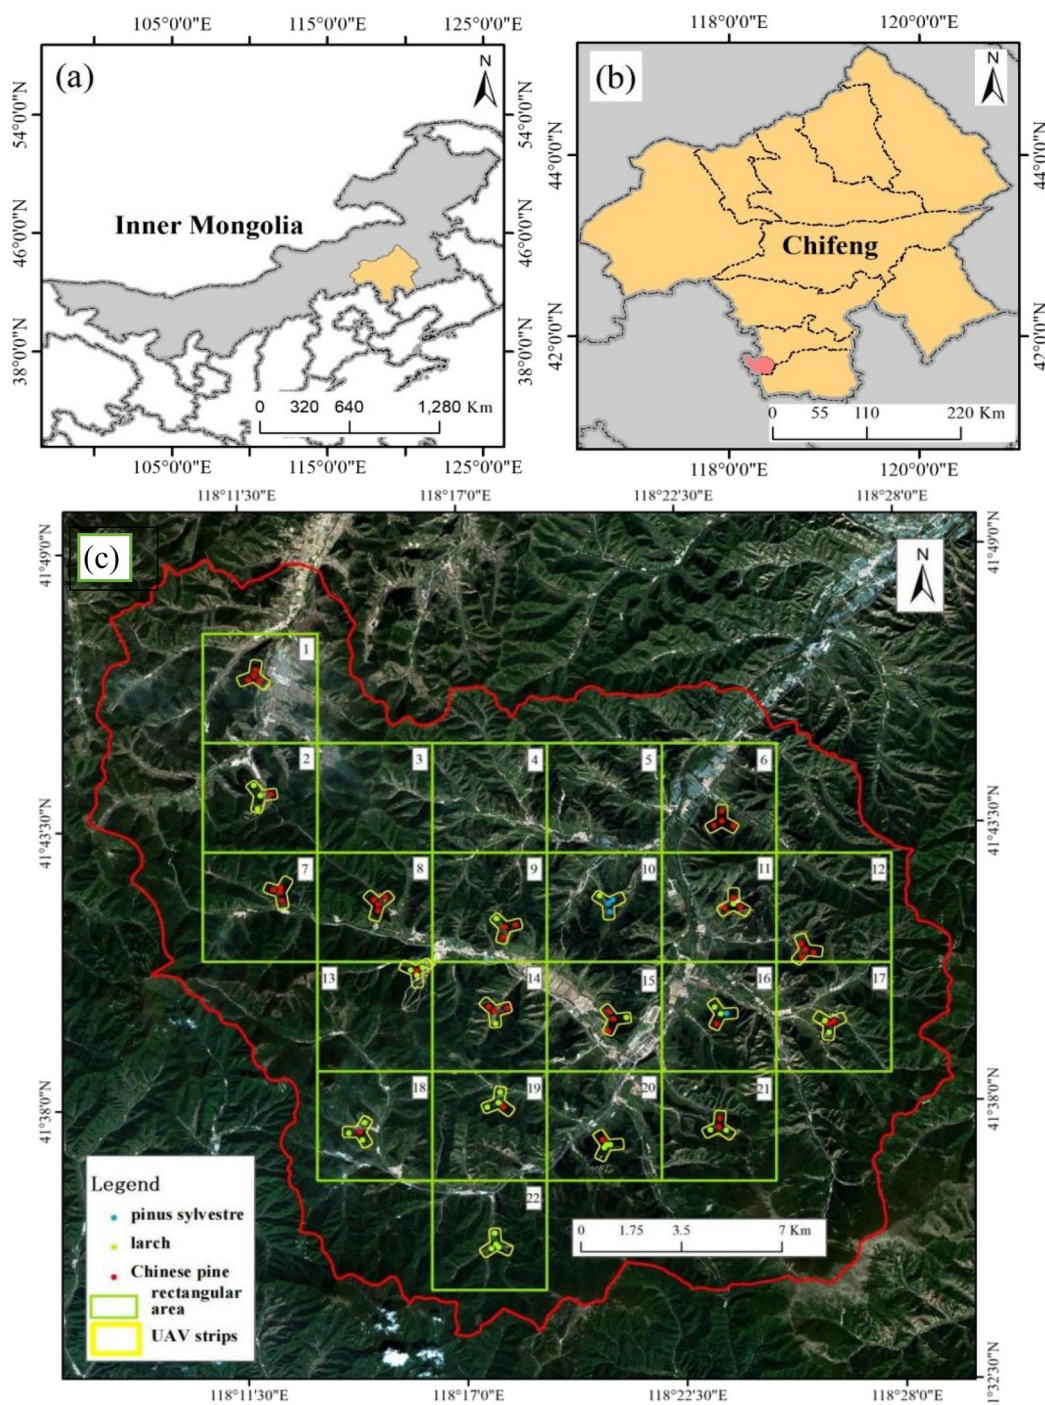 105°0'0"E 115°0'0"E 125°0'0"E
(a)
N
54°0'0"N
46°0'0"N
38°0'0"N
54°0'0"N
46°0'0"N
38°0'0"N
Inner Mongolia
0 320 640 1,280 Km
105°0'0"E 115°0'0"E 125°0'0"E
118°0'0"E 120°0'0"E
(b)
N
44°0'0"N
42°0'0"N
44°0'0"N
42°0'0"N
Chifeng
0 55 110 220 Km
118°0'0"E 120°0'0"E
118°11'30"E 118°17'0"E 118°22'30"E 118°28'0"E
(c)
N
41°49'0"N
41°43'30"N
41°38'0"N
41°49'0"N
41°43'30"N
41°38'0"N
1°32'30"N
1
2 3 4 5 6
7 8 9 10 11 12
13 14 15 16 17
18 19 20 21
22
Legend
pinus sylvestre
larch
Chinese pine
rectangular
area
UAV strips
0 1.75 3.5 7 Km
118°11'30"E 118°17'0"E 118°22'30"E 118°28'0"E